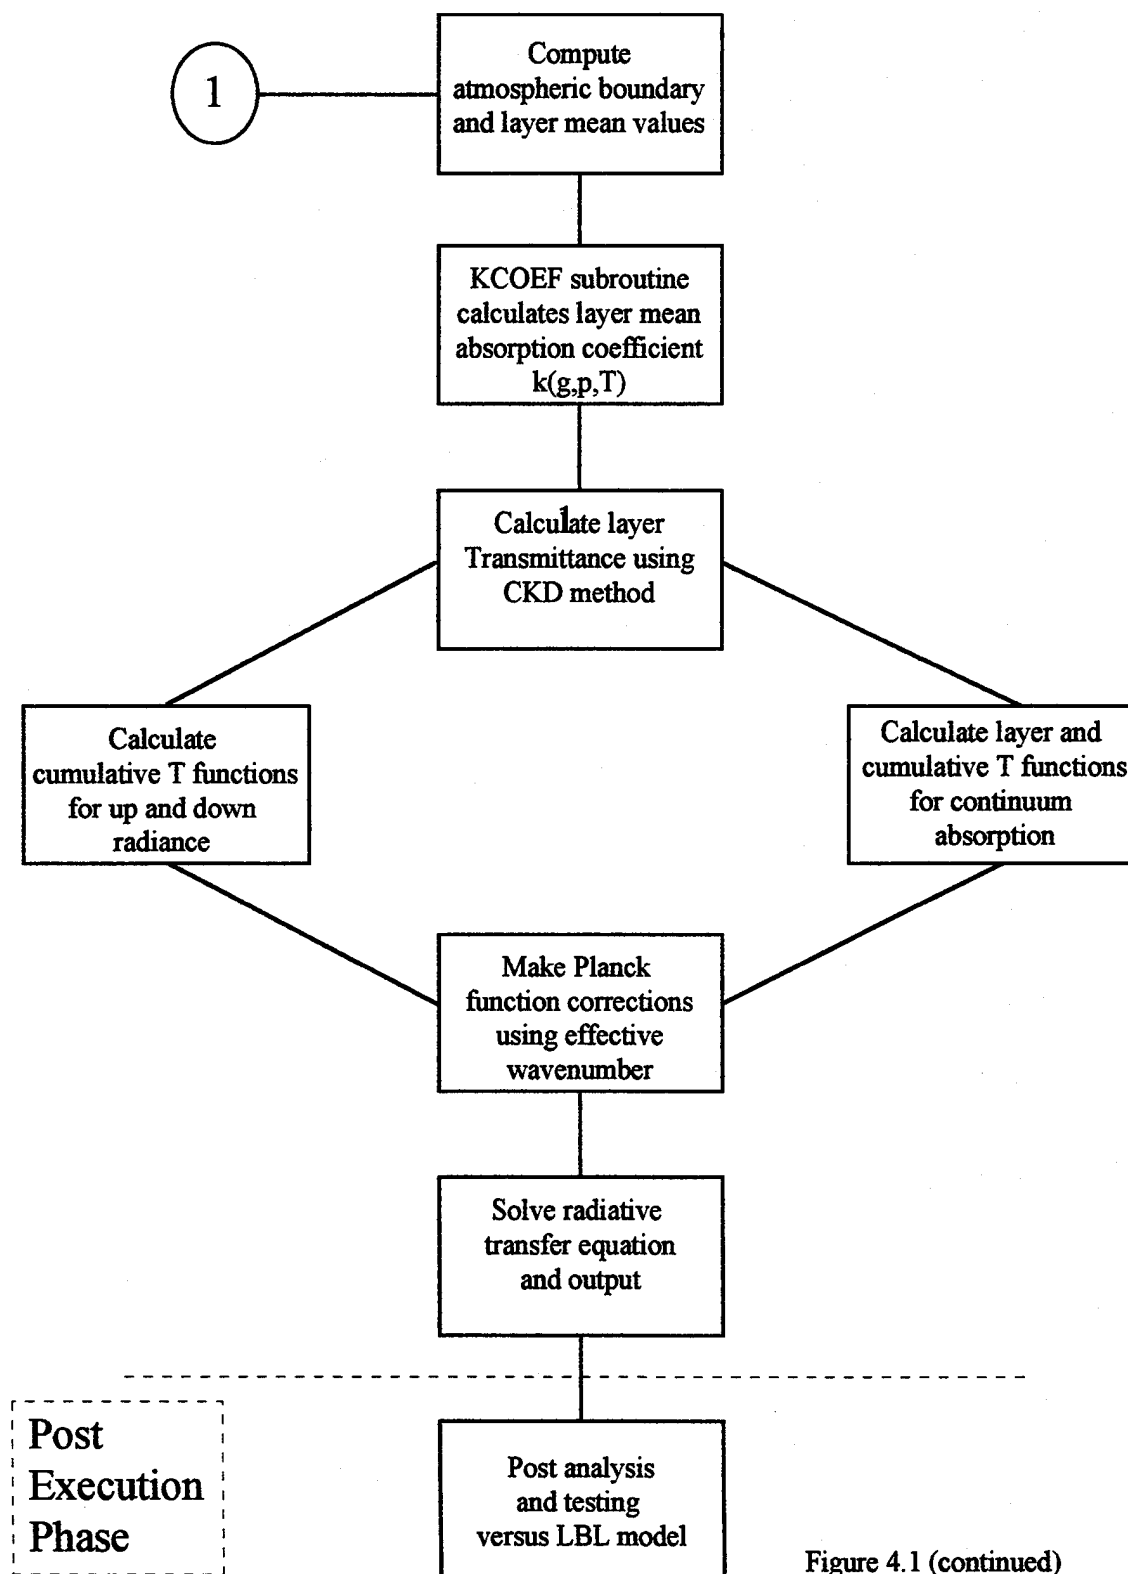 1
Compute
atmospheric boundary
and layer mean values
KCOEF subroutine
calculates layer mean
absorption coefficient
k(g,p,T)
Calculate layer
Transmittance using
CKD method
Calculate
cumulative T functions
for up and down
radiance
Calculate layer and
cumulative T functions
for continuum
absorption
Make Planck
function corrections
using effective
wavenumber
Solve radiative
transfer equation
and output
Post
Execution
Phase
Post analysis
and testing
versus LBL model
Figure 4.1 (continued)